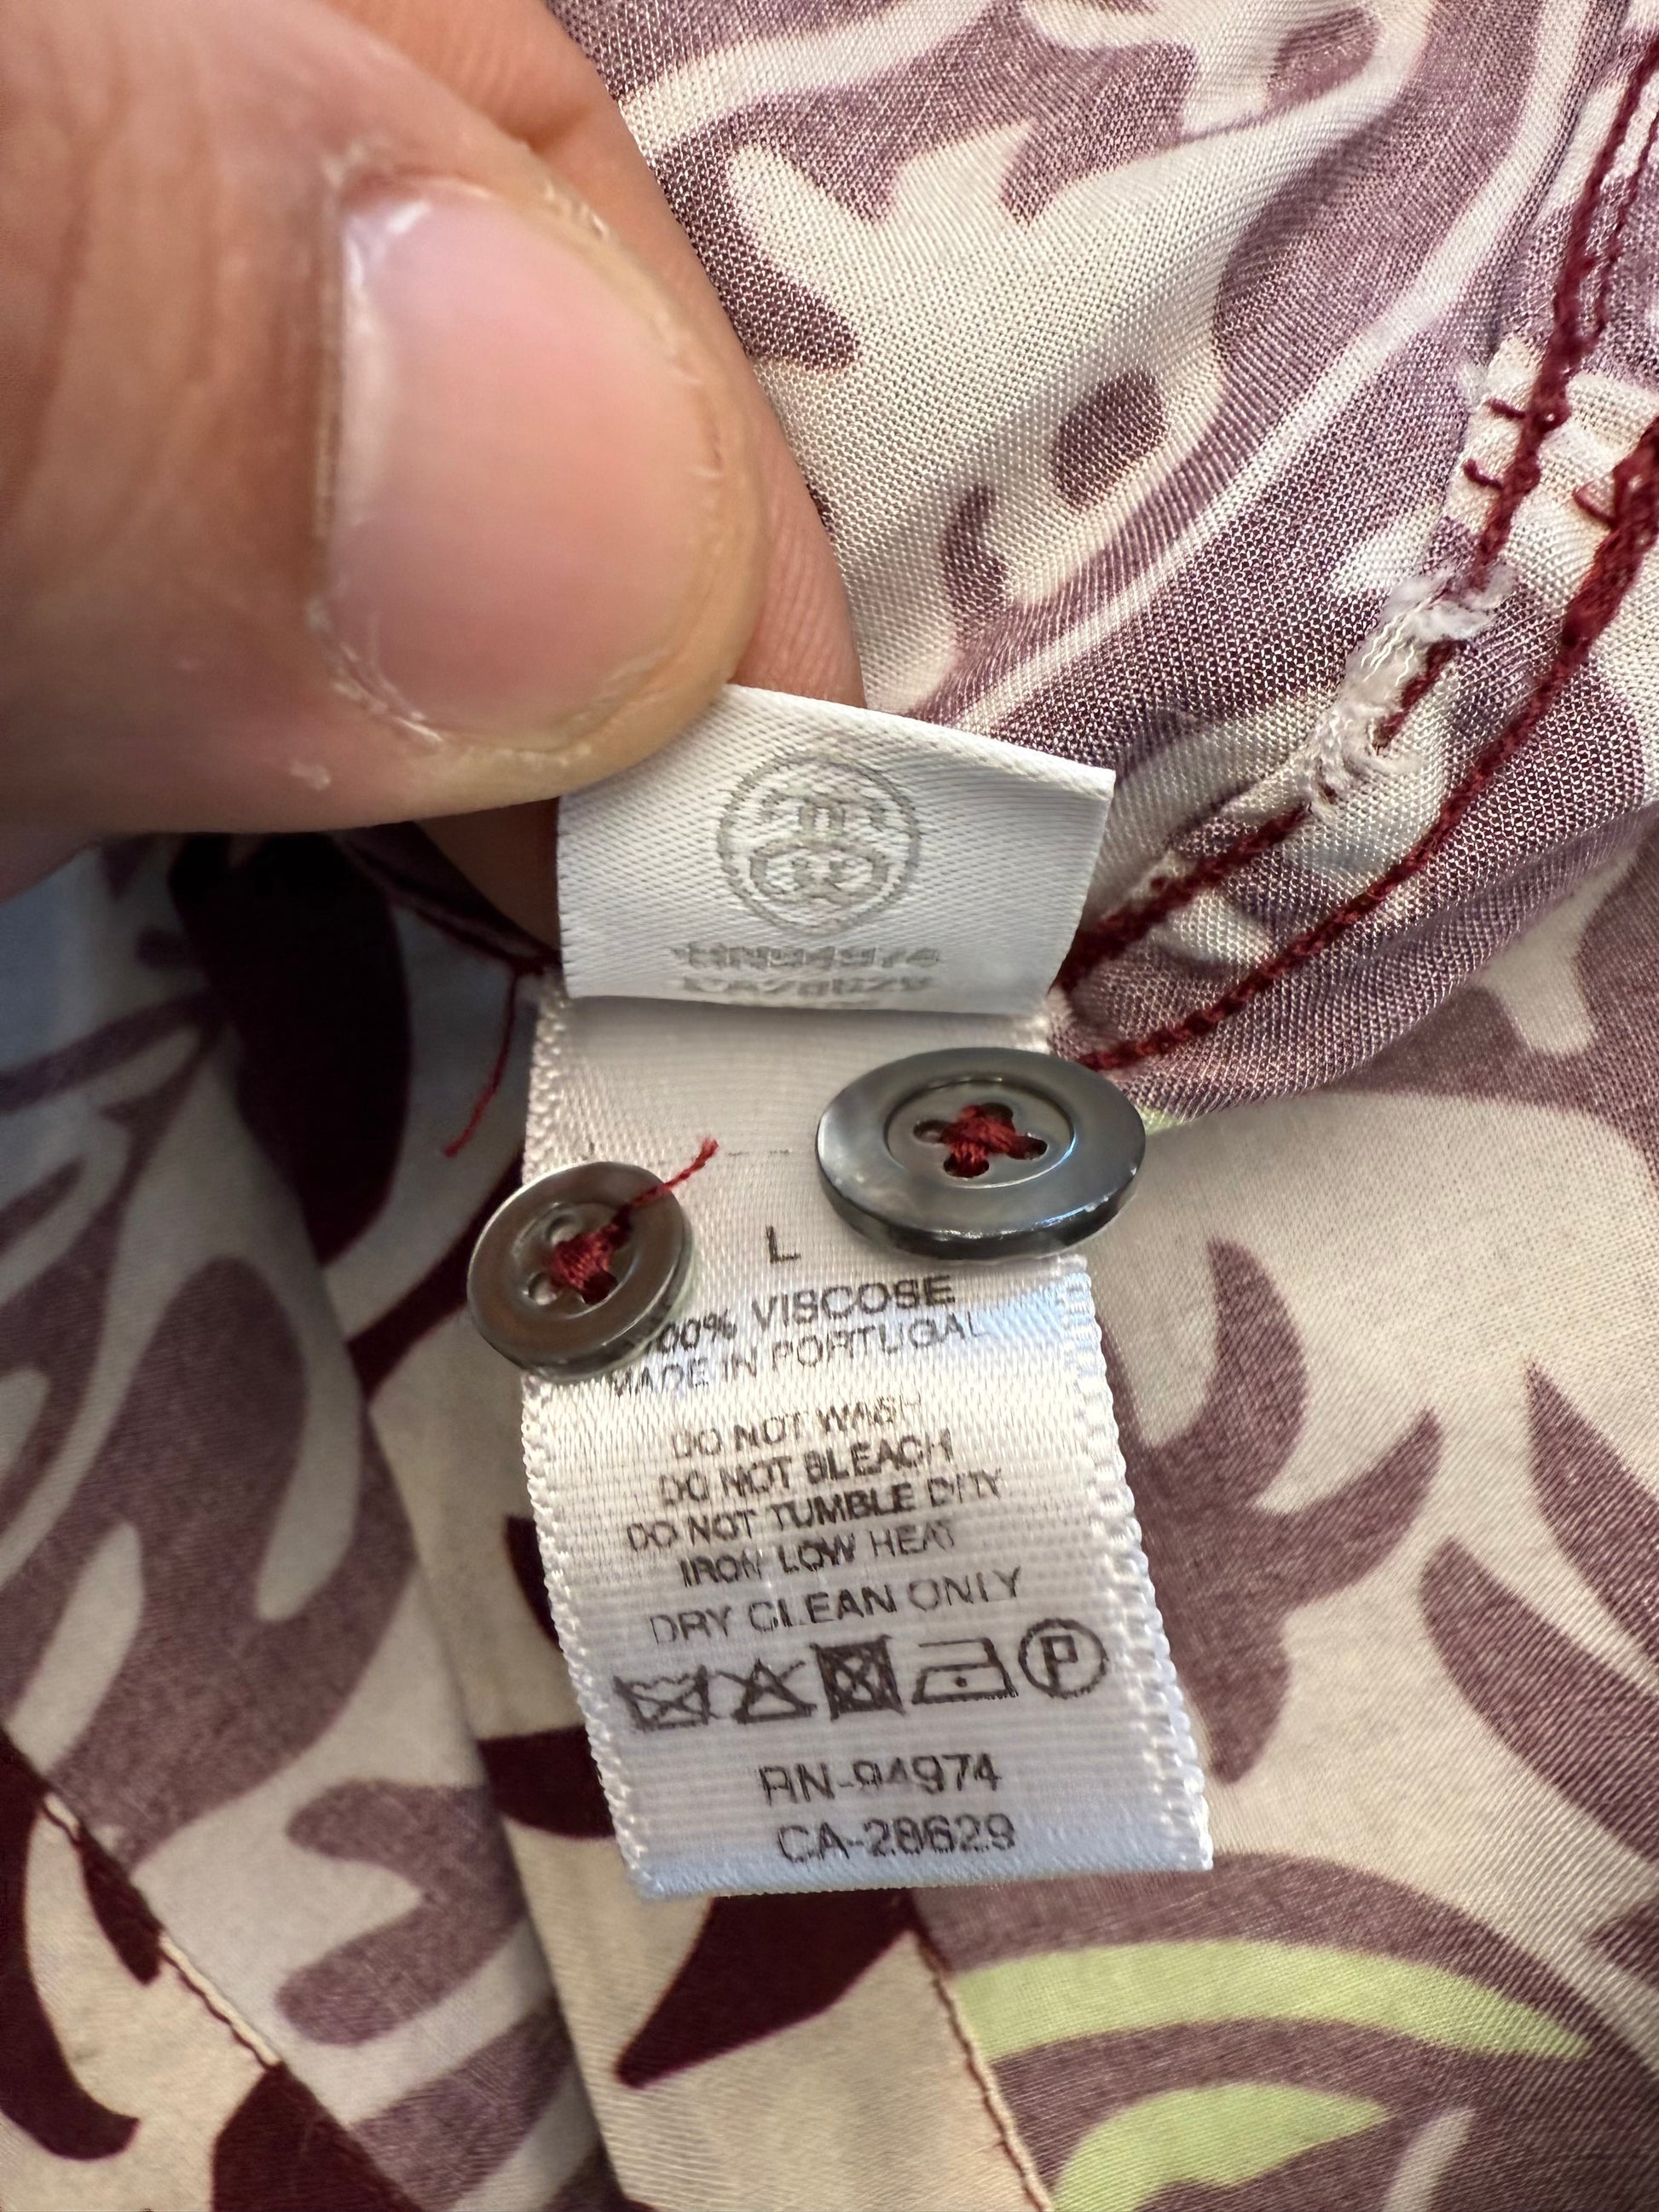 L
00% VISCOSE
MADE IN PORTUGAL
DO NOT WASH
DO NOT BLEACH
DO NOT TUMBLE DRY
IRON LOW HEAT
DRY CLEAN ONLY
P
RN-94974
CA-28629